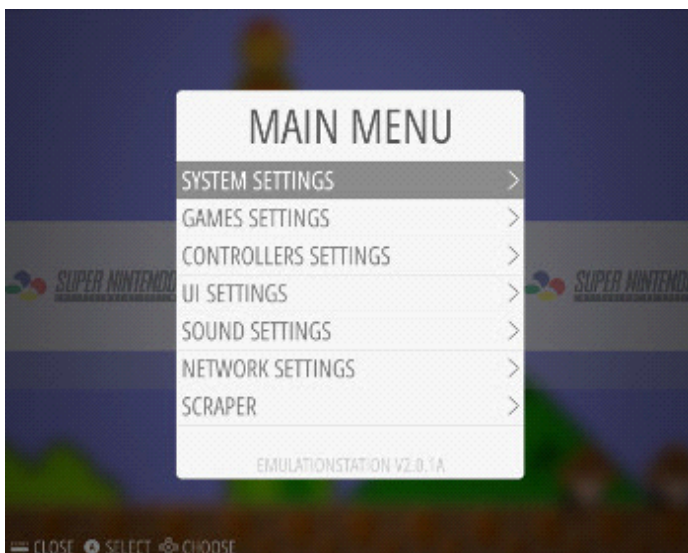 MAIN MENU
SYSTEM SETTINGS
GAMES SETTINGS
CONTROLLERS SETTINGS
UI SETTINGS
SUPER NINTENDO
SUPER NINTENDO
SOUND SETTINGS
NETWORK SETTINGS
SCRAPER
EMULATIONSTATION V2.0.1A
CLOSE SELECT CHOOSE